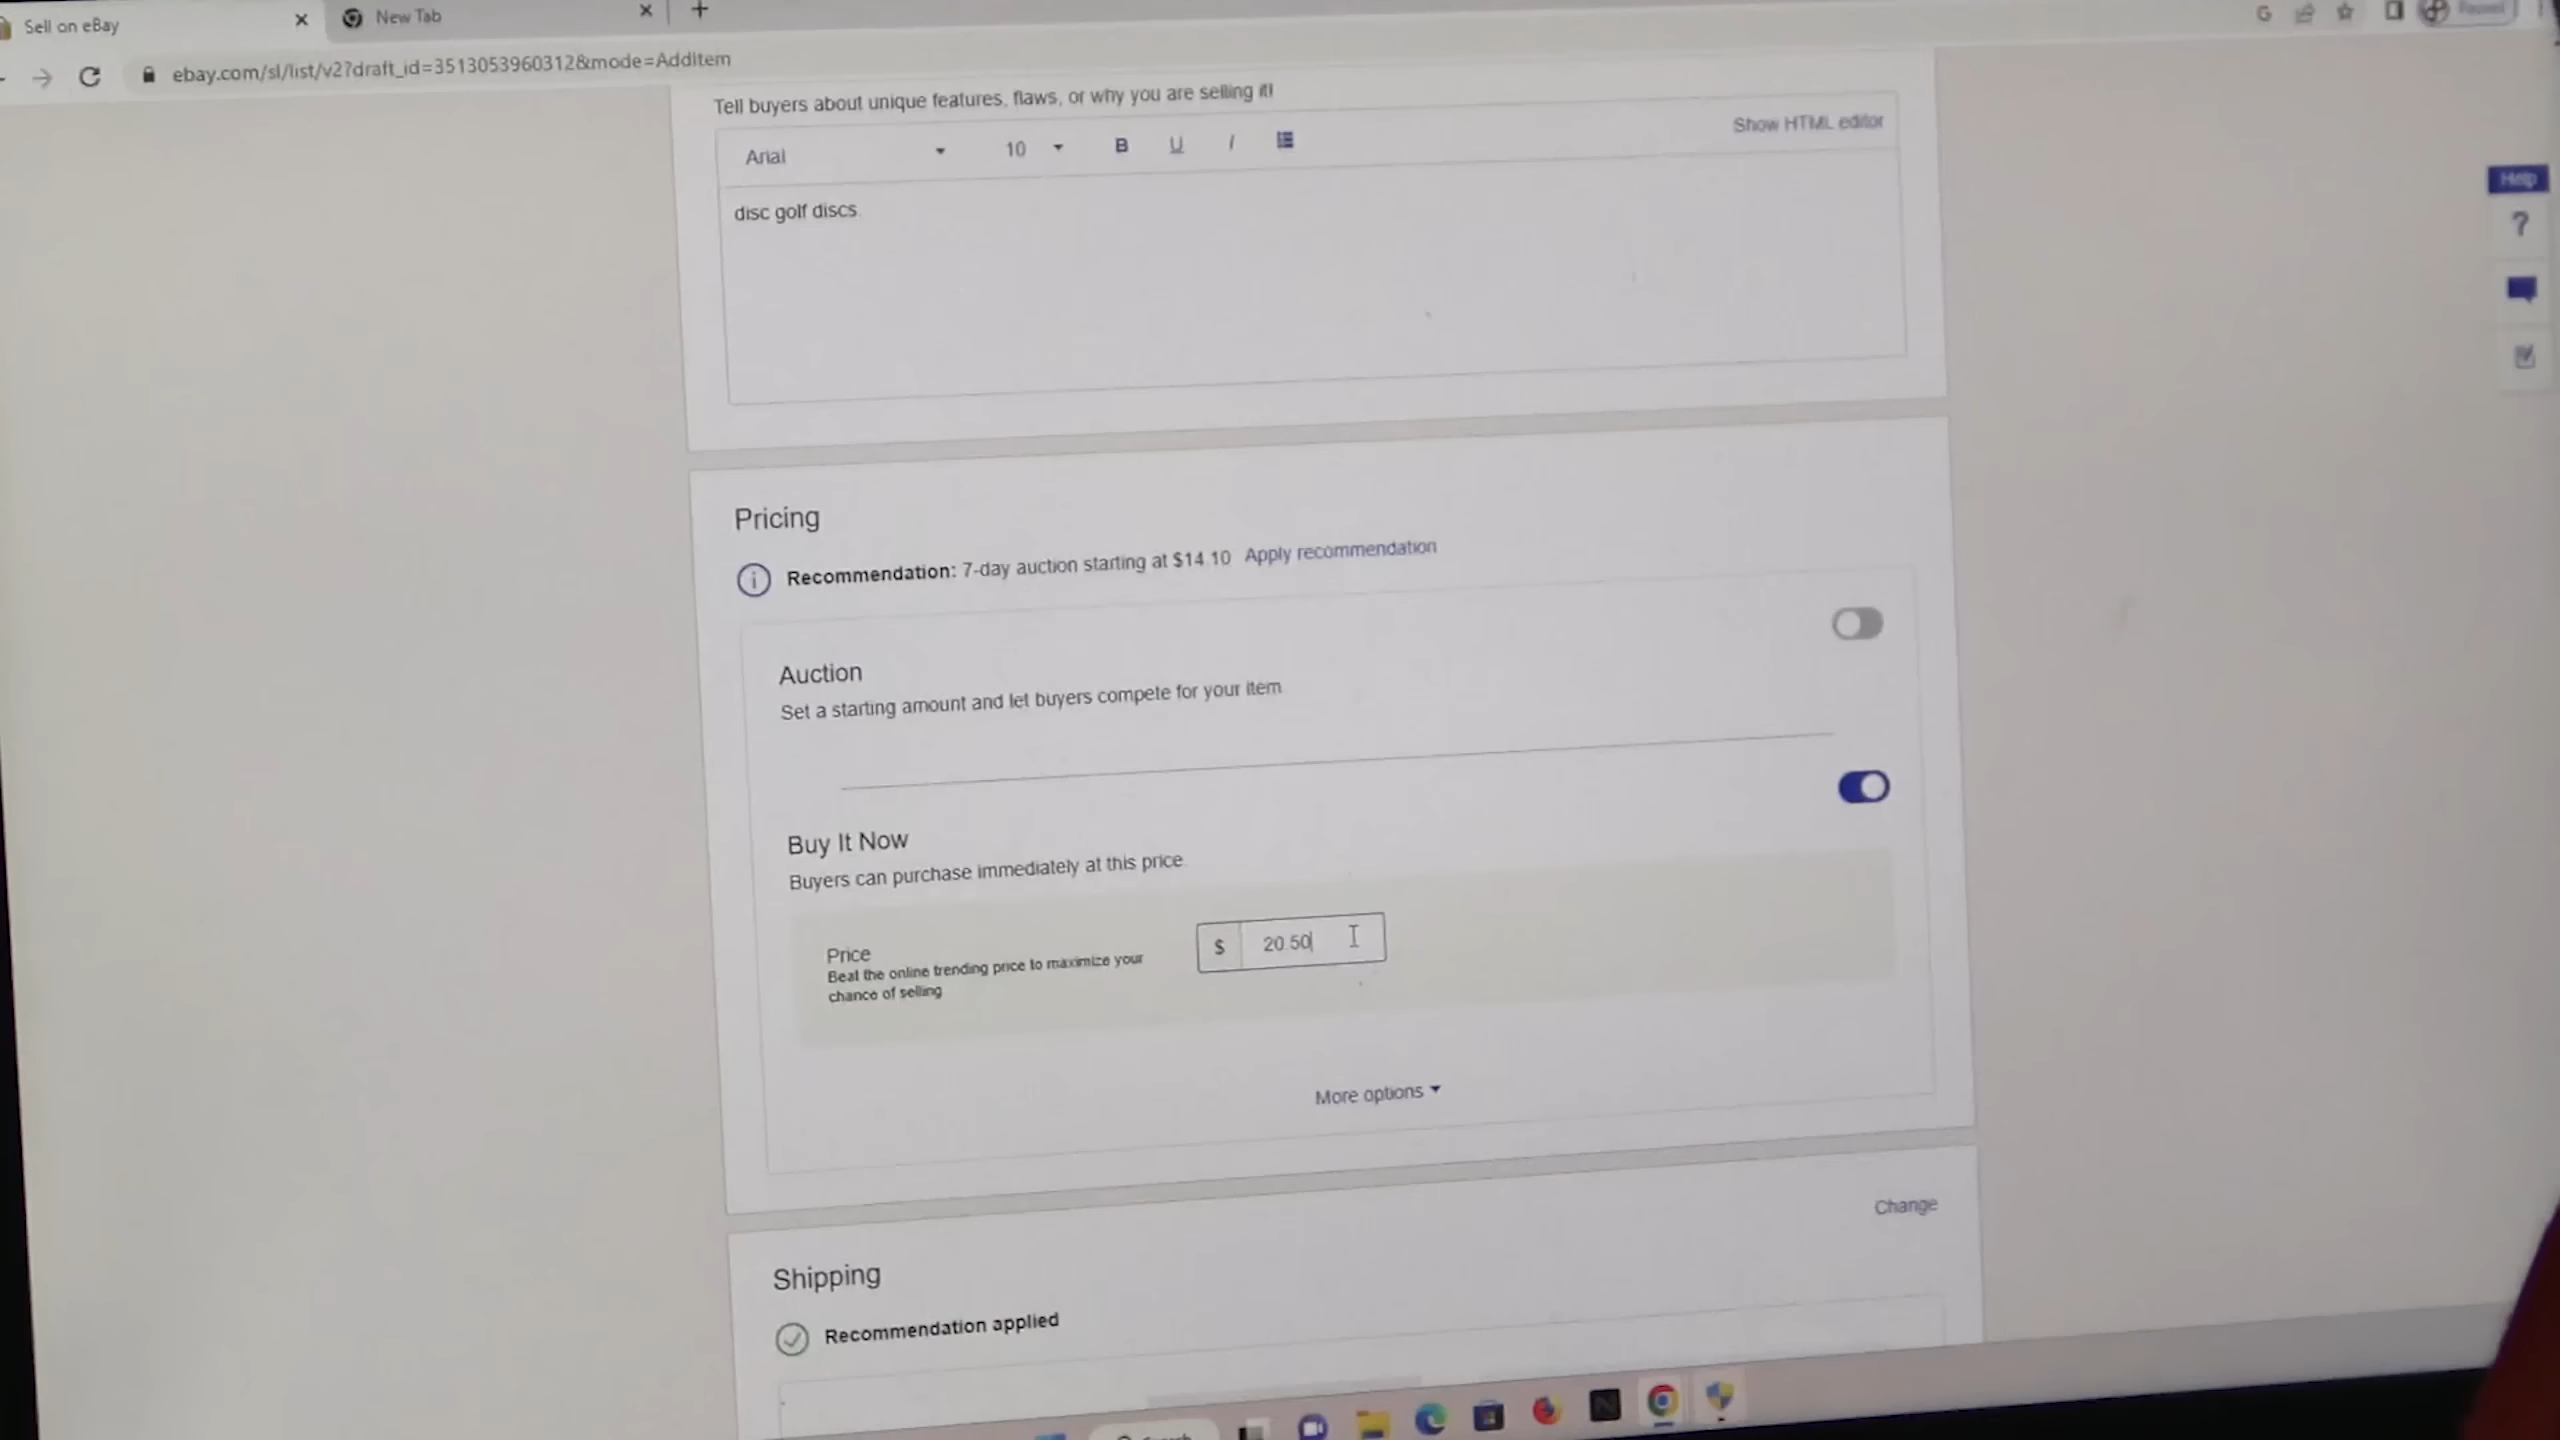 Sell on eBay
New Tab
ebay.com/sl/list/v2?draft_id=3513053960312&mode=AddItem
Paused
Tell buyers about unique features, flaws, or why you are selling it!
Arial 10 B U I Show HTML editor
Help
?
disc golf discs.
Pricing
Recommendation: 7-day auction starting at $14.10 Apply recommendation
Auction
Set a starting amount and let buyers compete for your item
Buy It Now
Buyers can purchase immediately at this price.
Price
Beat the online trending price to maximize your
chance of selling
$ 20.50
More options
Change
Shipping
Recommendation applied